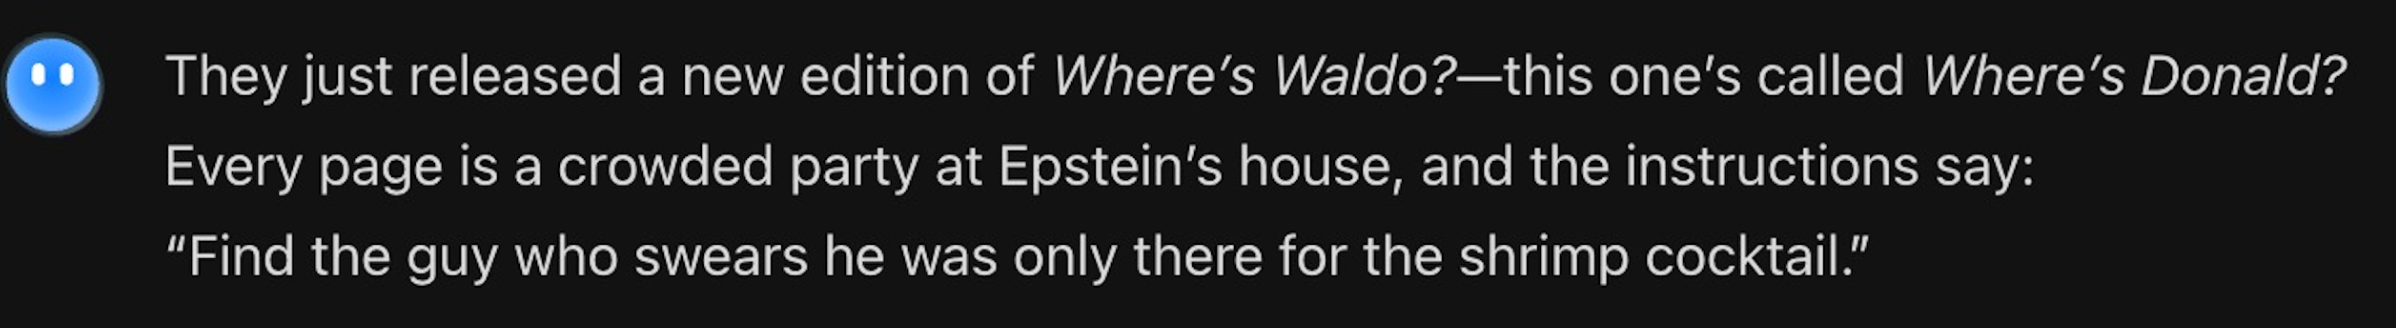 They just released a new edition of Where’s Waldo?—this one’s called Where’s Donald?
Every page is a crowded party at Epstein’s house, and the instructions say:
“Find the guy who swears he was only there for the shrimp cocktail.”